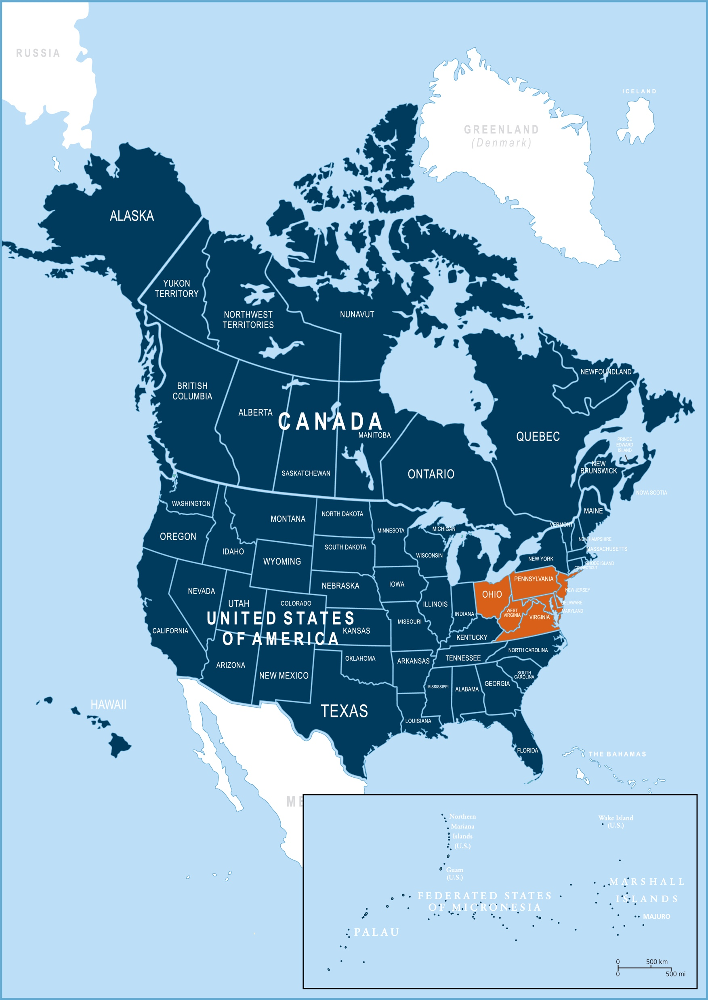 RUSSIA
ICELAND
GREENLAND
(Denmark)
ALASKA
YUKON
TERRITORY
NORTHWEST
TERRITORIES
NUNAVUT
NEWFOUNDLAND
BRITISH
COLUMBIA
ALBERTA
CANADA
MANITOBA
SASKATCHEWAN
ONTARIO
QUEBEC
PRINCE
EDWARD
ISLAND
NEW
BRUNSWICK
NOVA SCOTIA
WASHINGTON
MONTANA
NORTH DAKOTA
MINNESOTA
MICHIGAN
VERMONT
MAINE
OREGON
IDAHO
WYOMING
SOUTH DAKOTA
WISCONSIN
NEW YORK
NEW HAMPSHIRE
MASSACHUSETTS
RHODE ISLAND
CONNECTICUT
NEVADA
UTAH
COLORADO
NEBRASKA
IOWA
ILLINOIS
INDIANA
OHIO
PENNSYLVANIA
NEW JERSEY
DELAWARE
MARYLAND
WEST
VIRGINIA
VIRGINIA
UNITED STATES
OF AMERICA
CALIFORNIA
KANSAS
MISSOURI
KENTUCKY
ARIZONA
NEW MEXICO
OKLAHOMA
ARKANSAS
TENNESSEE
NORTH CAROLINA
SOUTH
CAROLINA
MISSISSIPPI
ALABAMA
GEORGIA
HAWAII
TEXAS
LOUISIANA
FLORIDA
THE BAHAMAS
ME
Northern
Mariana
Islands
(U.S.)
Guam
(U.S.)
Wake Island
(U.S.)
MARSHALL
ISLANDS
MAJURO
FEDERATED STATES
OF MICRONESIA
PALAU
0 500 km
0 500 mi